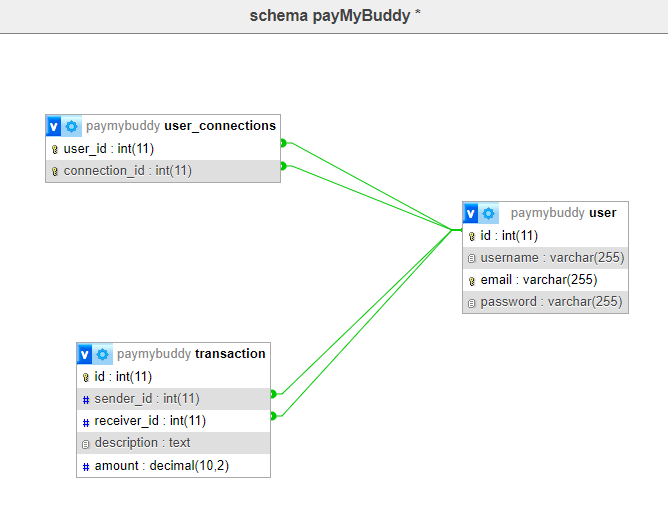 schema payMyBuddy *
v paymybuddy user_connections
user_id : int(11)
connection_id : int(11)
v paymybuddy user
id : int(11)
username : varchar(255)
email : varchar(255)
password : varchar(255)
v paymybuddy transaction
id : int(11)
# sender_id : int(11)
# receiver_id : int(11)
description : text
# amount : decimal(10,2)